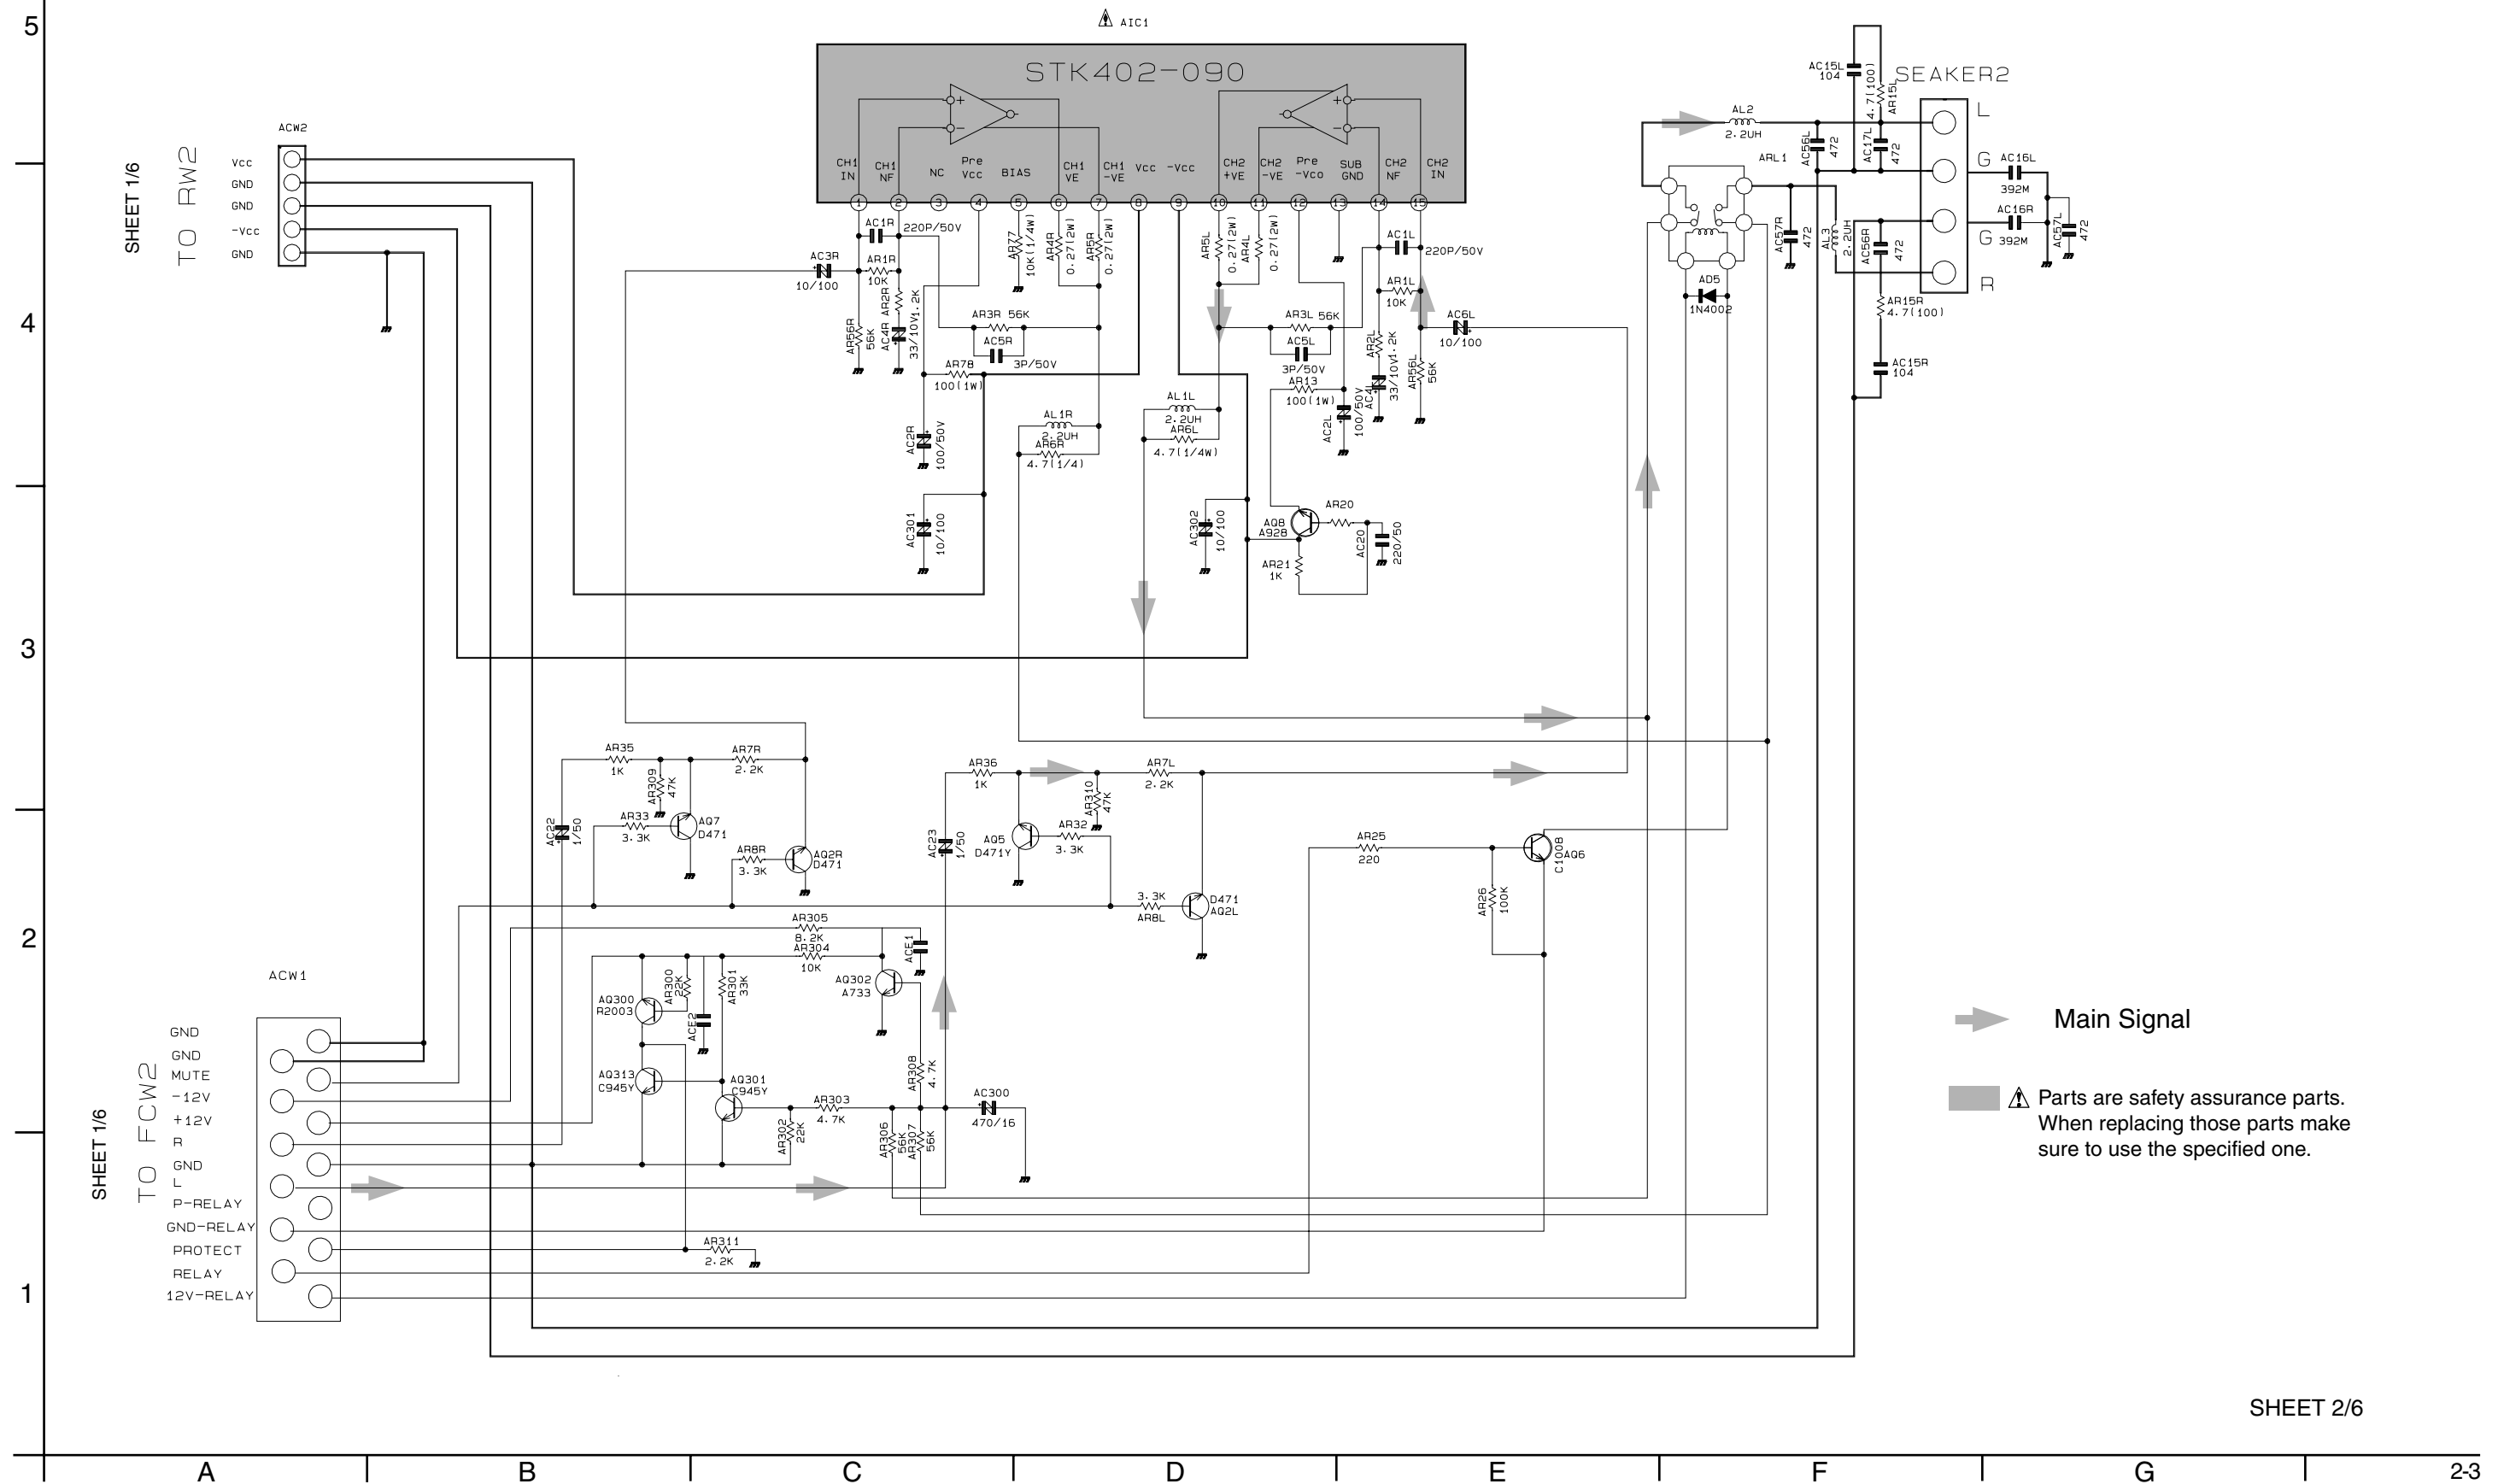 5
4
3
2
1
AIC1
STK402-090
CH1 IN
CH1 NF
NC
Pre Vcc
BIAS
CH1 VE
CH1 -VE
Vcc
-Vcc
CH2 +VE
CH2 -VE
Pre -Vco
SUB GND
CH2 NF
CH2 IN
1 2 3 4 5 6 7 8 9 10 11 12 13 14 15
SHEET 1/6
TO RW2
ACW2
Vcc
GND
GND
-Vcc
GND
AC1R
220P/50V
AC3R
10/100
AR1R
10K
AR2R
1.2K
AC4R
33/10V
AR56R
56K
AR77
10K(1/4W)
AR4R
0.27(2W)
AR5R
0.27(2W)
AR3R 56K
AC5R
3P/50V
AR78
100(1W)
AC2R
100/50V
AL1R
2.2UH
AR6R
4.7(1/4)
AC301
10/100
AR5L
0.27(2W)
AR4L
0.27(2W)
AC1L
220P/50V
AR1L
10K
AR3L 56K
AC5L
3P/50V
AR13
100(1W)
AR2L
1.2K
AC4L
33/10V
AR56L
56K
AC6L
10/100
AC2L
100/50V
AL1L
2.2UH
AR6L
4.7(1/4W)
AC302
10/100
AQ8
A928
AR20
AC20
220/50
AR21
1K
AC15L
104
4.7(100)
AR15L
SEAKER2
L
G
G
R
AL2
2.2UH
AC56L
472
AC17L
472
ARL1
AC16L
392M
AC16R
392M
AC57L
472
AC57R
472
AL3
2.2UH
AC56R
472
AD5
1N4002
AR15R
4.7(100)
AC15R
104
AR35
1K
AR309
47K
AR7R
2.2K
AC22
1/50
AR33
3.3K
AQ7
D471
AR8R
3.3K
AQ2R
D471
AR36
1K
AR310
47K
AR7L
2.2K
AC23
1/50
AQ5
D471Y
AR32
3.3K
3.3K
AR8L
D471
AQ2L
AR25
220
AR26
100K
C1008
AQ6
AR305
8.2K
AR304
10K
ACE1
AQ302
A733
AQ300
R2003
AR300
22K
ACE2
AR301
33K
AQ313
C945Y
AQ301
C945Y
AR308
4.7K
AR303
4.7K
AC300
470/16
AR302
22K
AR306
56K
AR307
56K
AR311
2.2K
ACW1
SHEET 1/6
TO FCW2
GND
GND
MUTE
-12V
+12V
R
GND
L
P-RELAY
GND-RELAY
PROTECT
RELAY
12V-RELAY
Main Signal
Parts are safety assurance parts.
When replacing those parts make
sure to use the specified one.
SHEET 2/6
A B C D E F G
2-3